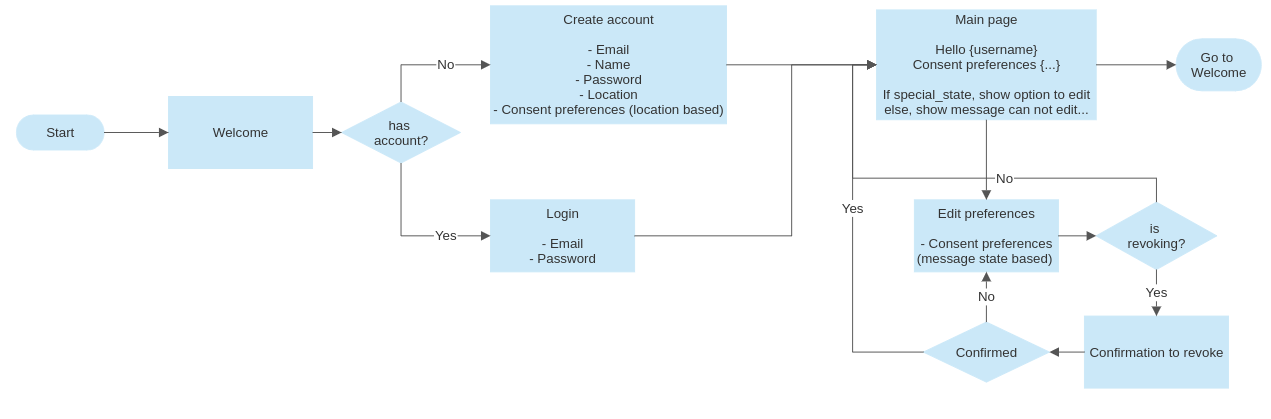 Start
Welcome
has
account?
No
Yes
Create account
- Email
- Name
- Password
- Location
- Consent preferences (location based)
Login
- Email
- Password
Main page
Hello {username}
Consent preferences {...}
If special_state, show option to edit
else, show message can not edit...
Go to
Welcome
No
Yes
Edit preferences
- Consent preferences
(message state based)
is
revoking?
Yes
No
Confirmed
Confirmation to revoke